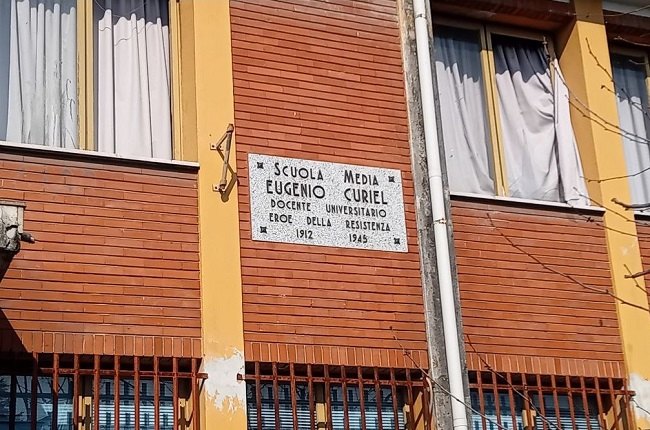 Scuola Media
EUGENIO CURIEL
DOCENTE UNIVERSITARIO
EROE DELLA RESISTENZA
1912 1945